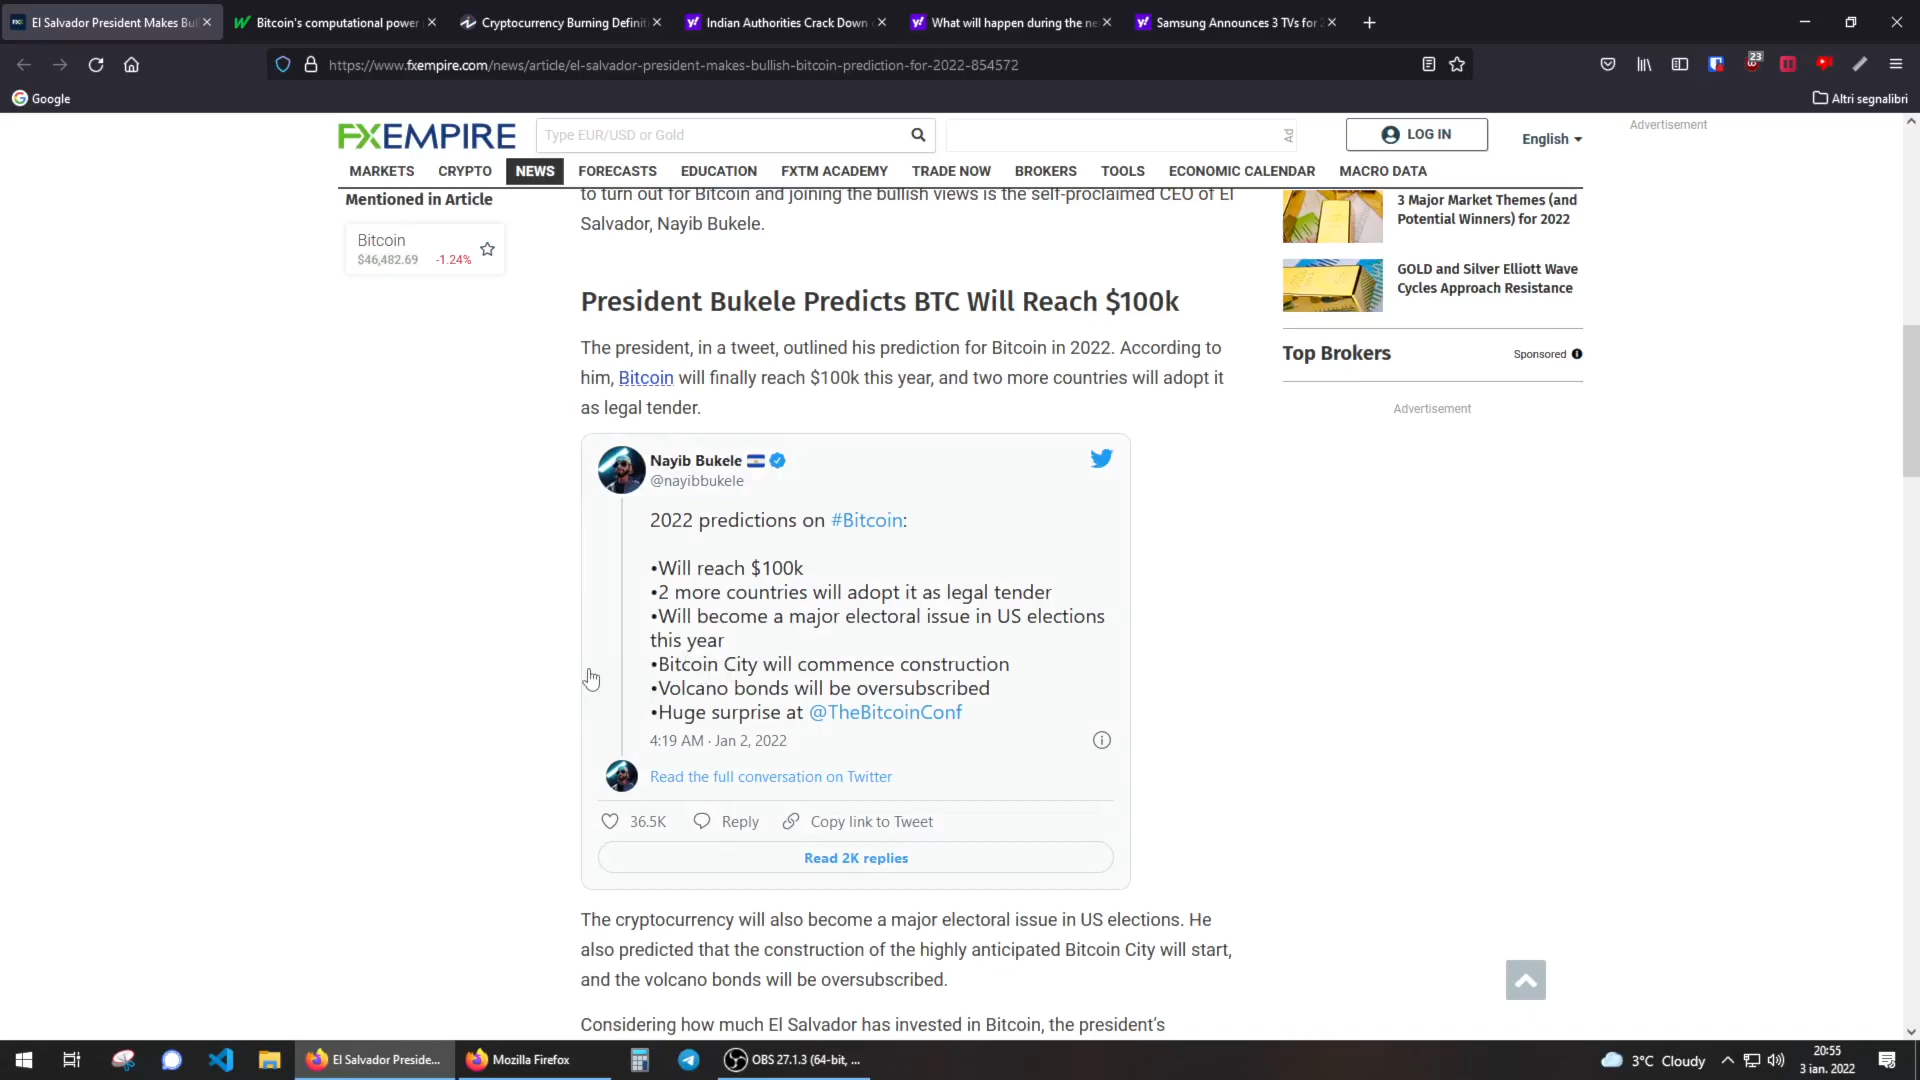 El Salvador President Makes Bul
Bitcoin's computational power
Cryptocurrency Burning Definit
Indian Authorities Crack Down
What will happen during the ne
Samsung Announces 3 TVs for 2
https://www.fxempire.com/news/article/el-salvador-president-makes-bullish-bitcoin-prediction-for-2022-854572
23
Google
Altri segnalibri
FXEMPIRE
Type EUR/USD or Gold
Ad
LOG IN
English
Advertisement
MARKETS CRYPTO NEWS FORECASTS EDUCATION FXTM ACADEMY TRADE NOW BROKERS TOOLS ECONOMIC CALENDAR MACRO DATA
Mentioned in Article
Bitcoin
$46,482.69 -1.24%
to turn out for Bitcoin and joining the bullish views is the self-proclaimed CEO of El
Salvador, Nayib Bukele.
President Bukele Predicts BTC Will Reach $100k
The president, in a tweet, outlined his prediction for Bitcoin in 2022. According to
him, Bitcoin will finally reach $100k this year, and two more countries will adopt it
as legal tender.
Nayib Bukele
@nayibbukele
2022 predictions on #Bitcoin:
•Will reach $100k
•2 more countries will adopt it as legal tender
•Will become a major electoral issue in US elections
this year
•Bitcoin City will commence construction
•Volcano bonds will be oversubscribed
•Huge surprise at @TheBitcoinConf
4:19 AM · Jan 2, 2022
Read the full conversation on Twitter
36.5K Reply Copy link to Tweet
Read 2K replies
The cryptocurrency will also become a major electoral issue in US elections. He
also predicted that the construction of the highly anticipated Bitcoin City will start,
and the volcano bonds will be oversubscribed.
Considering how much El Salvador has invested in Bitcoin, the president's
3 Major Market Themes (and
Potential Winners) for 2022
GOLD and Silver Elliott Wave
Cycles Approach Resistance
Top Brokers
Sponsored
Advertisement
El Salvador Preside...
Mozilla Firefox
OBS 27.1.3 (64-bit, ...
3°C Cloudy
20:55
3 ian. 2022